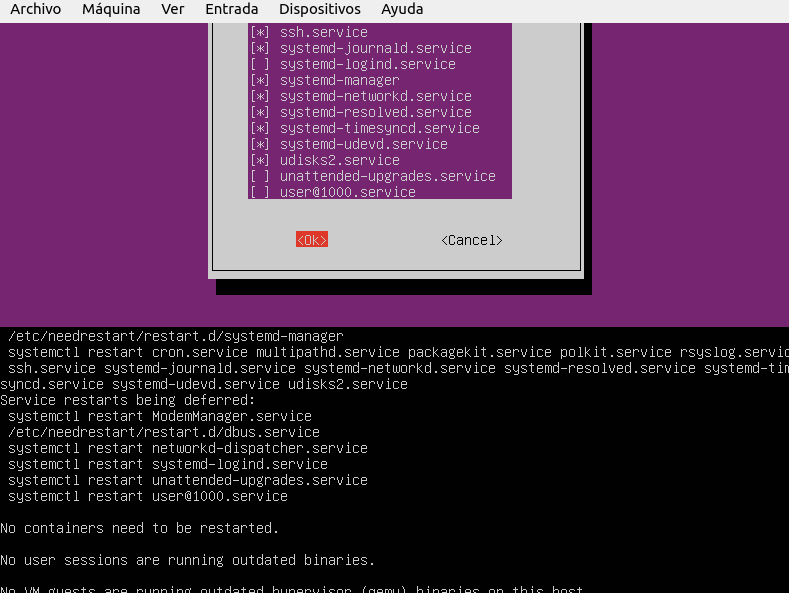 Archivo Máquina Ver Entrada Dispositivos Ayuda
[*] ssh.service
[*] systemd-journald.service
[ ] systemd-logind.service
[*] systemd-manager
[*] systemd-networkd.service
[*] systemd-resolved.service
[*] systemd-timesyncd.service
[*] systemd-udevd.service
[*] udisks2.service
[ ] unattended-upgrades.service
[ ] user@1000.service
<Ok> <Cancel>
/etc/needrestart/restart.d/systemd-manager
systemctl restart cron.service multipathd.service packagekit.service polkit.service rsyslog.servic
ssh.service systemd-journald.service systemd-networkd.service systemd-resolved.service systemd-tim
syncd.service systemd-udevd.service udisks2.service
Service restarts being deferred:
systemctl restart ModemManager.service
/etc/needrestart/restart.d/dbus.service
systemctl restart networkd-dispatcher.service
systemctl restart systemd-logind.service
systemctl restart unattended-upgrades.service
systemctl restart user@1000.service
No containers need to be restarted.
No user sessions are running outdated binaries.
No VM guests are running outdated hypervisor (qemu) binaries on this host.